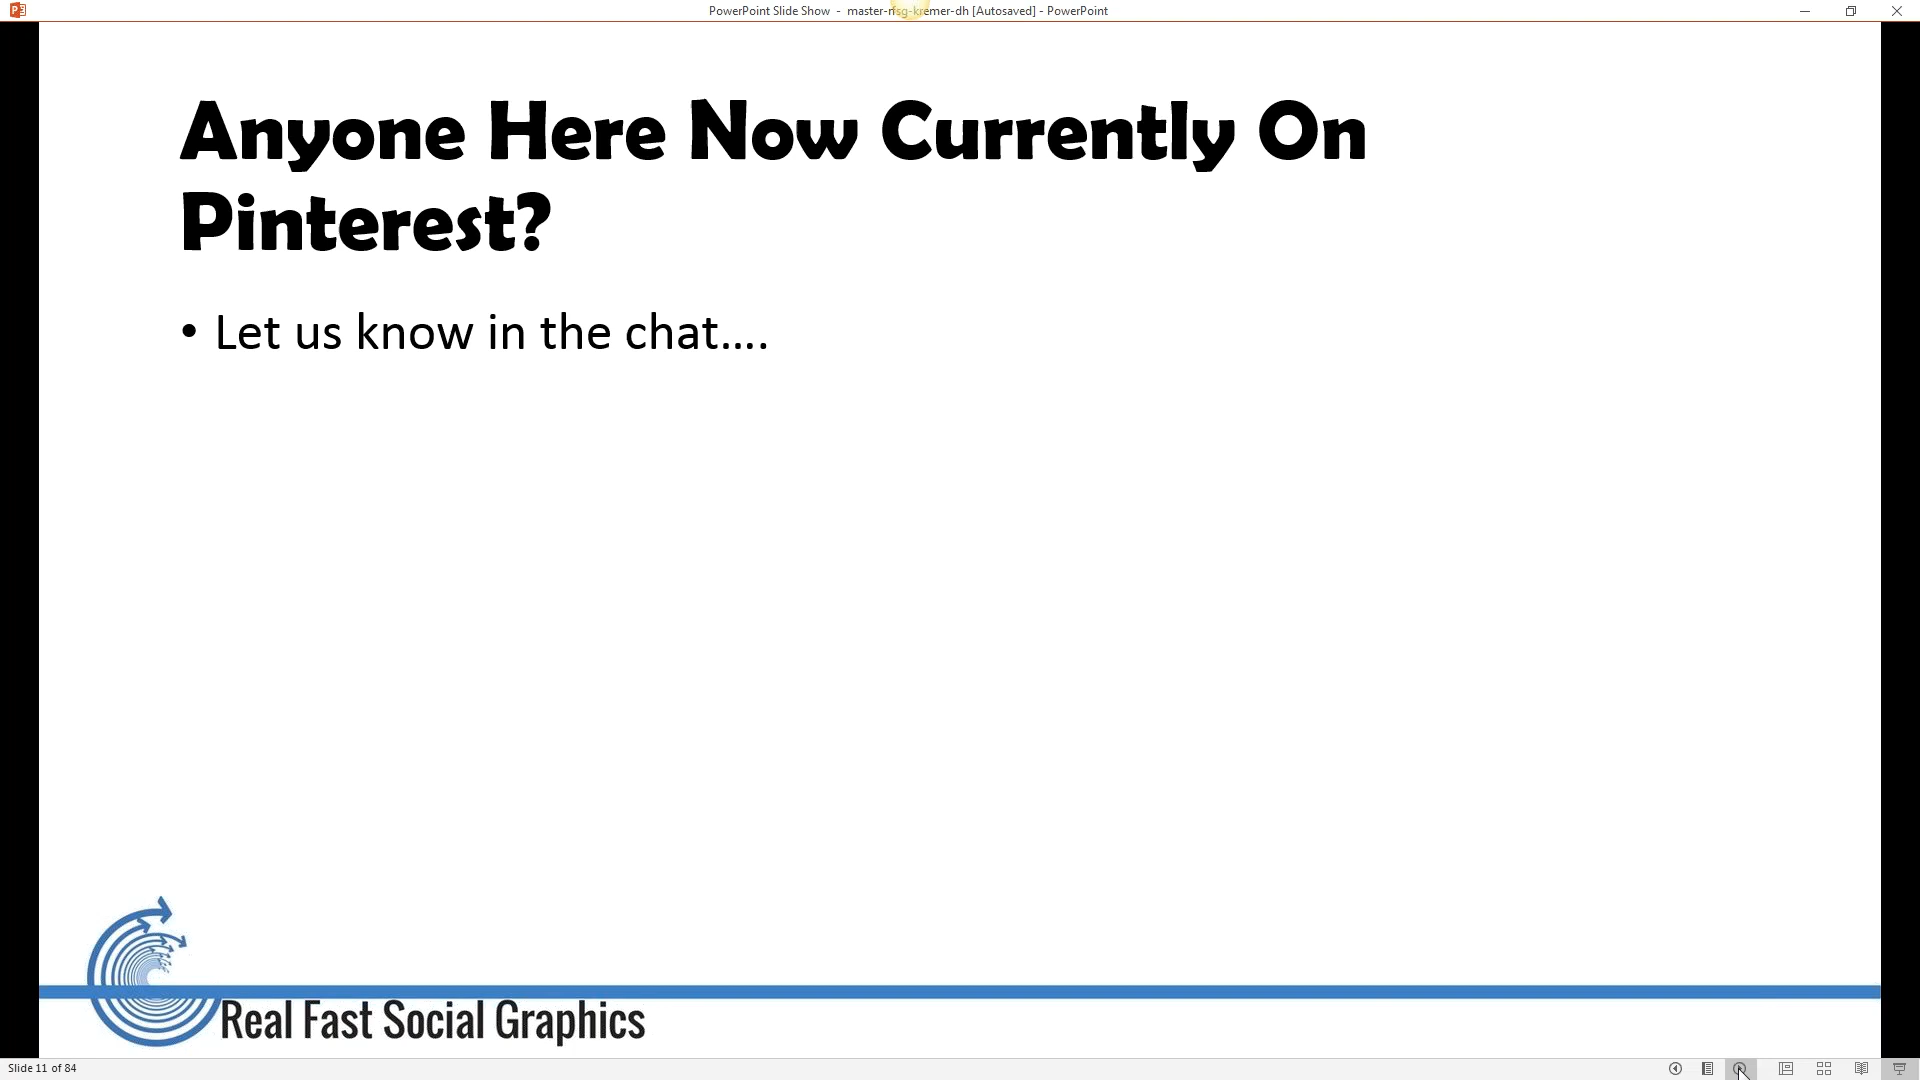 PowerPoint Slide Show - master-rfsg-kremer-dh [Autosaved] - PowerPoint
Anyone Here Now Currently On
Pinterest?
• Let us know in the chat....
Real Fast Social Graphics
Slide 11 of 84